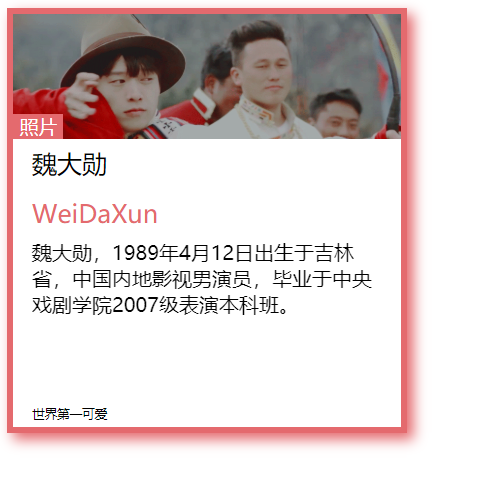 照片
魏大勋
WeiDaXun
魏大勋，1989年4月12日出生于吉林
省，中国内地影视男演员，毕业于中央
戏剧学院2007级表演本科班。
世界第一可爱